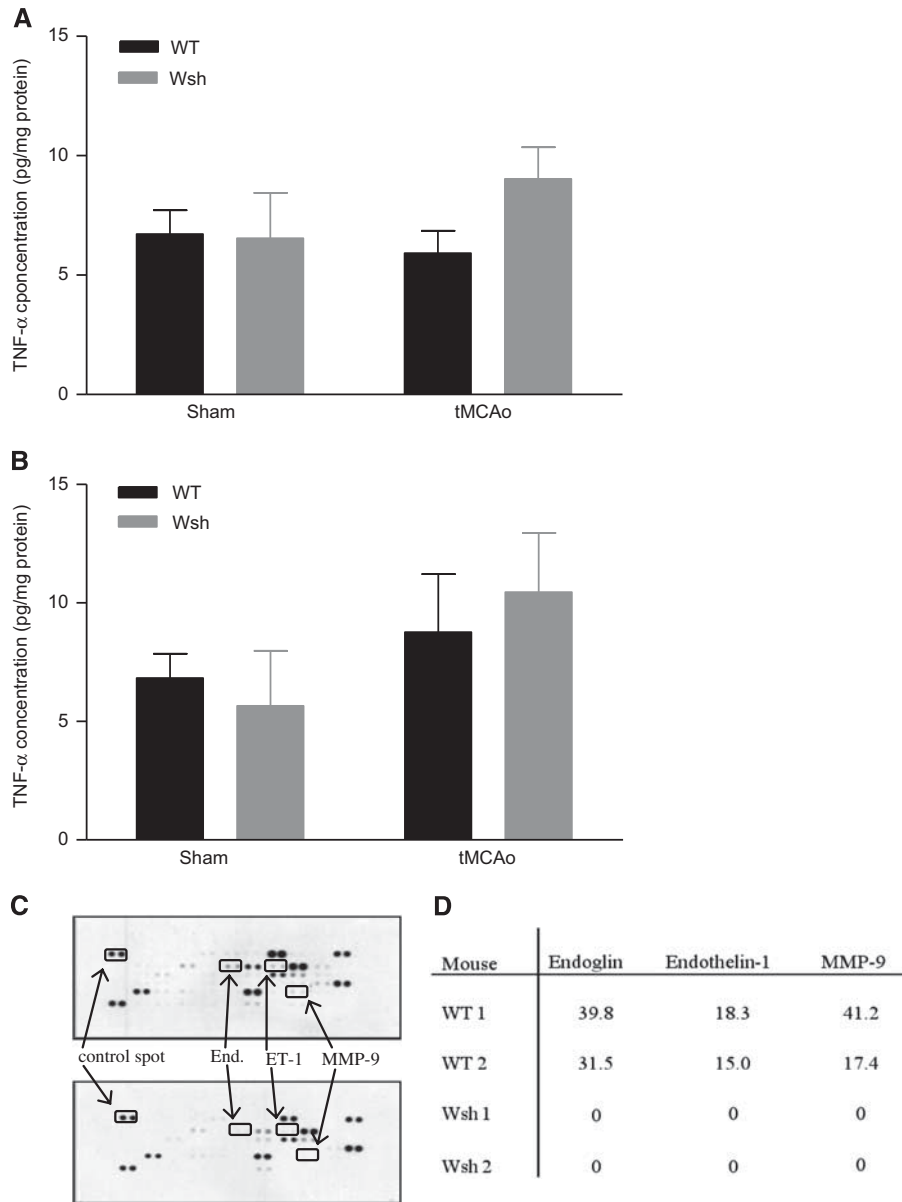 A
TNF-α cponcentration (pg/mg protein)
15
10
5
0
WT
Wsh
Sham tMCAo
B
TNF-α concentration (pg/mg protein)
15
10
5
0
WT
Wsh
Sham tMCAo
C
control spot End. ET-1 MMP-9
D
Mouse Endoglin Endothelin-1 MMP-9
WT 1 39.8 18.3 41.2
WT 2 31.5 15.0 17.4
Wsh 1 0 0 0
Wsh 2 0 0 0